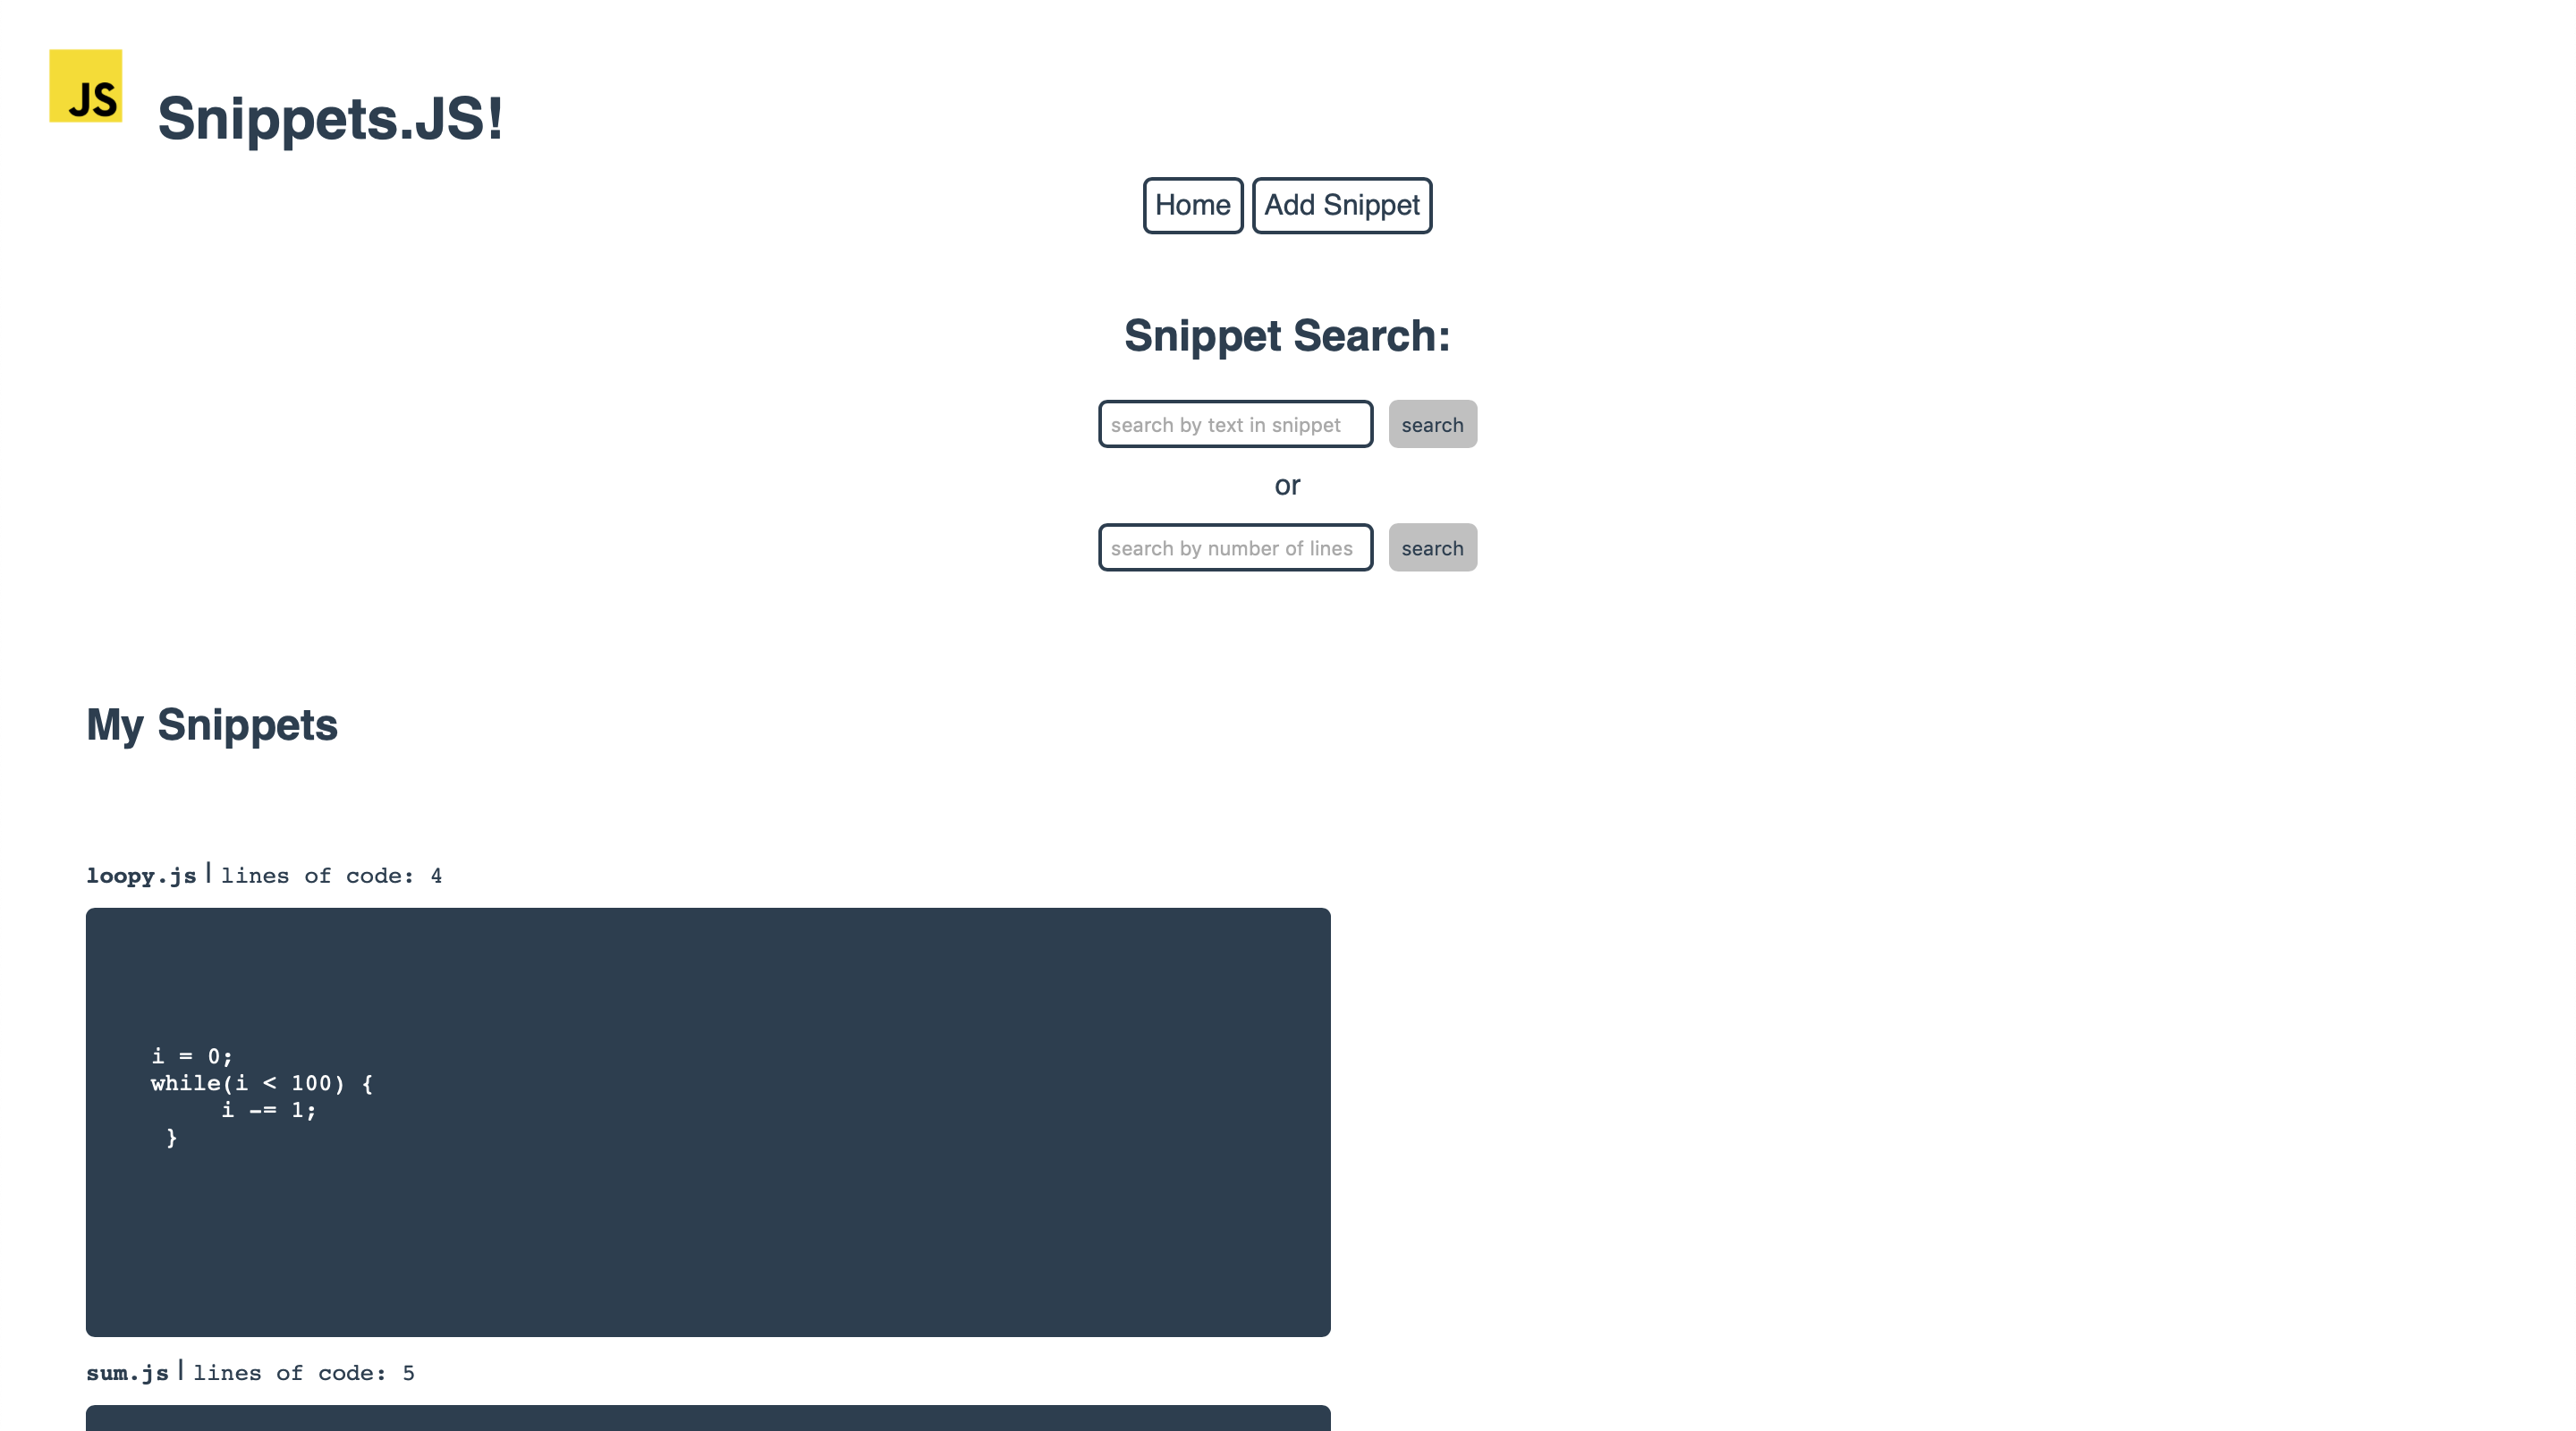 JS
Snippets.JS!
Home Add Snippet
Snippet Search:
search by text in snippet search
or
search by number of lines search
My Snippets
loopy.js | lines of code: 4
i = 0;
while(i < 100) {
     i -= 1;
 }
sum.js | lines of code: 5